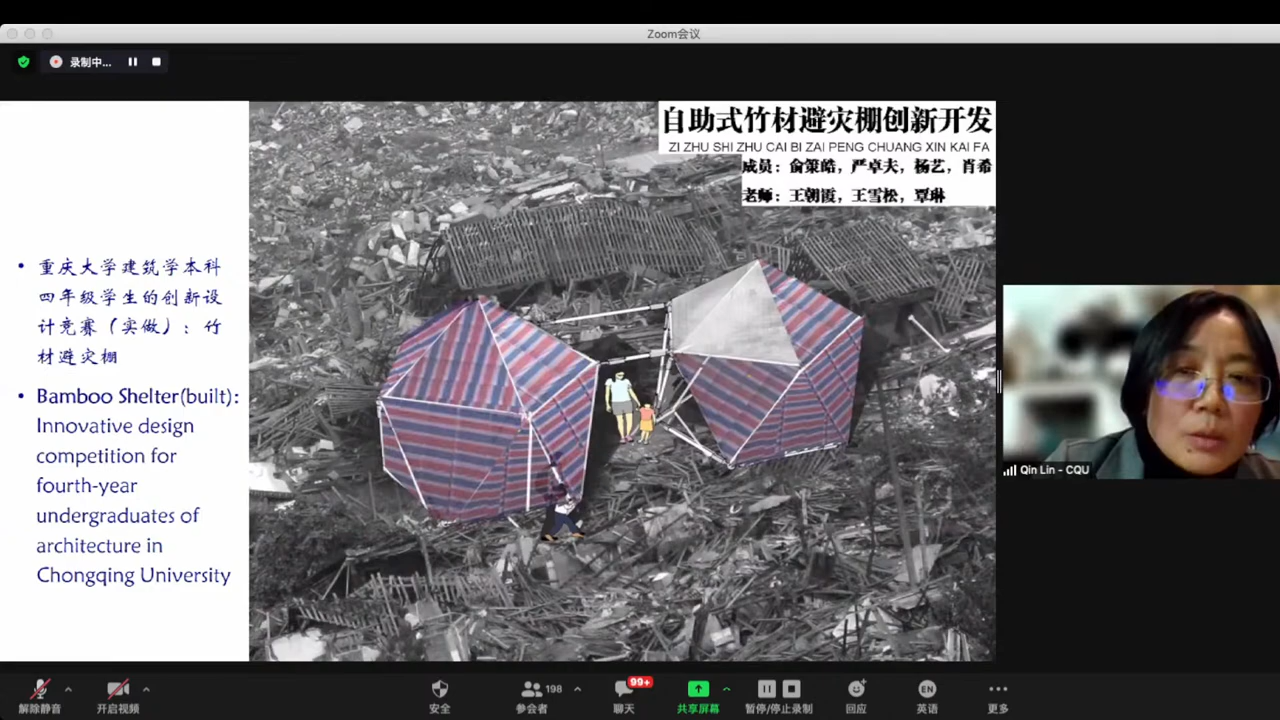 Zoom会议
录制中...
自助式竹材避灾棚创新开发
ZI ZHU SHI ZHU CAI BI ZAI PENG CHUANG XIN KAI FA
成员：俞策皓，严卓夫，杨艺，肖希
老师：王朝霞，王雪松，覃琳
• 重庆大学建筑学本科
四年级学生的创新设
计竞赛（实做）：竹
材避灾棚
• Bamboo Shelter(built):
Innovative design
competition for
fourth-year
undergraduates of
architecture in
Chongqing University
Qin Lin - CQU
解除静音
开启视频
安全
198
参会者
99+
聊天
共享屏幕
暂停/停止录制
回应
EN
英语
更多